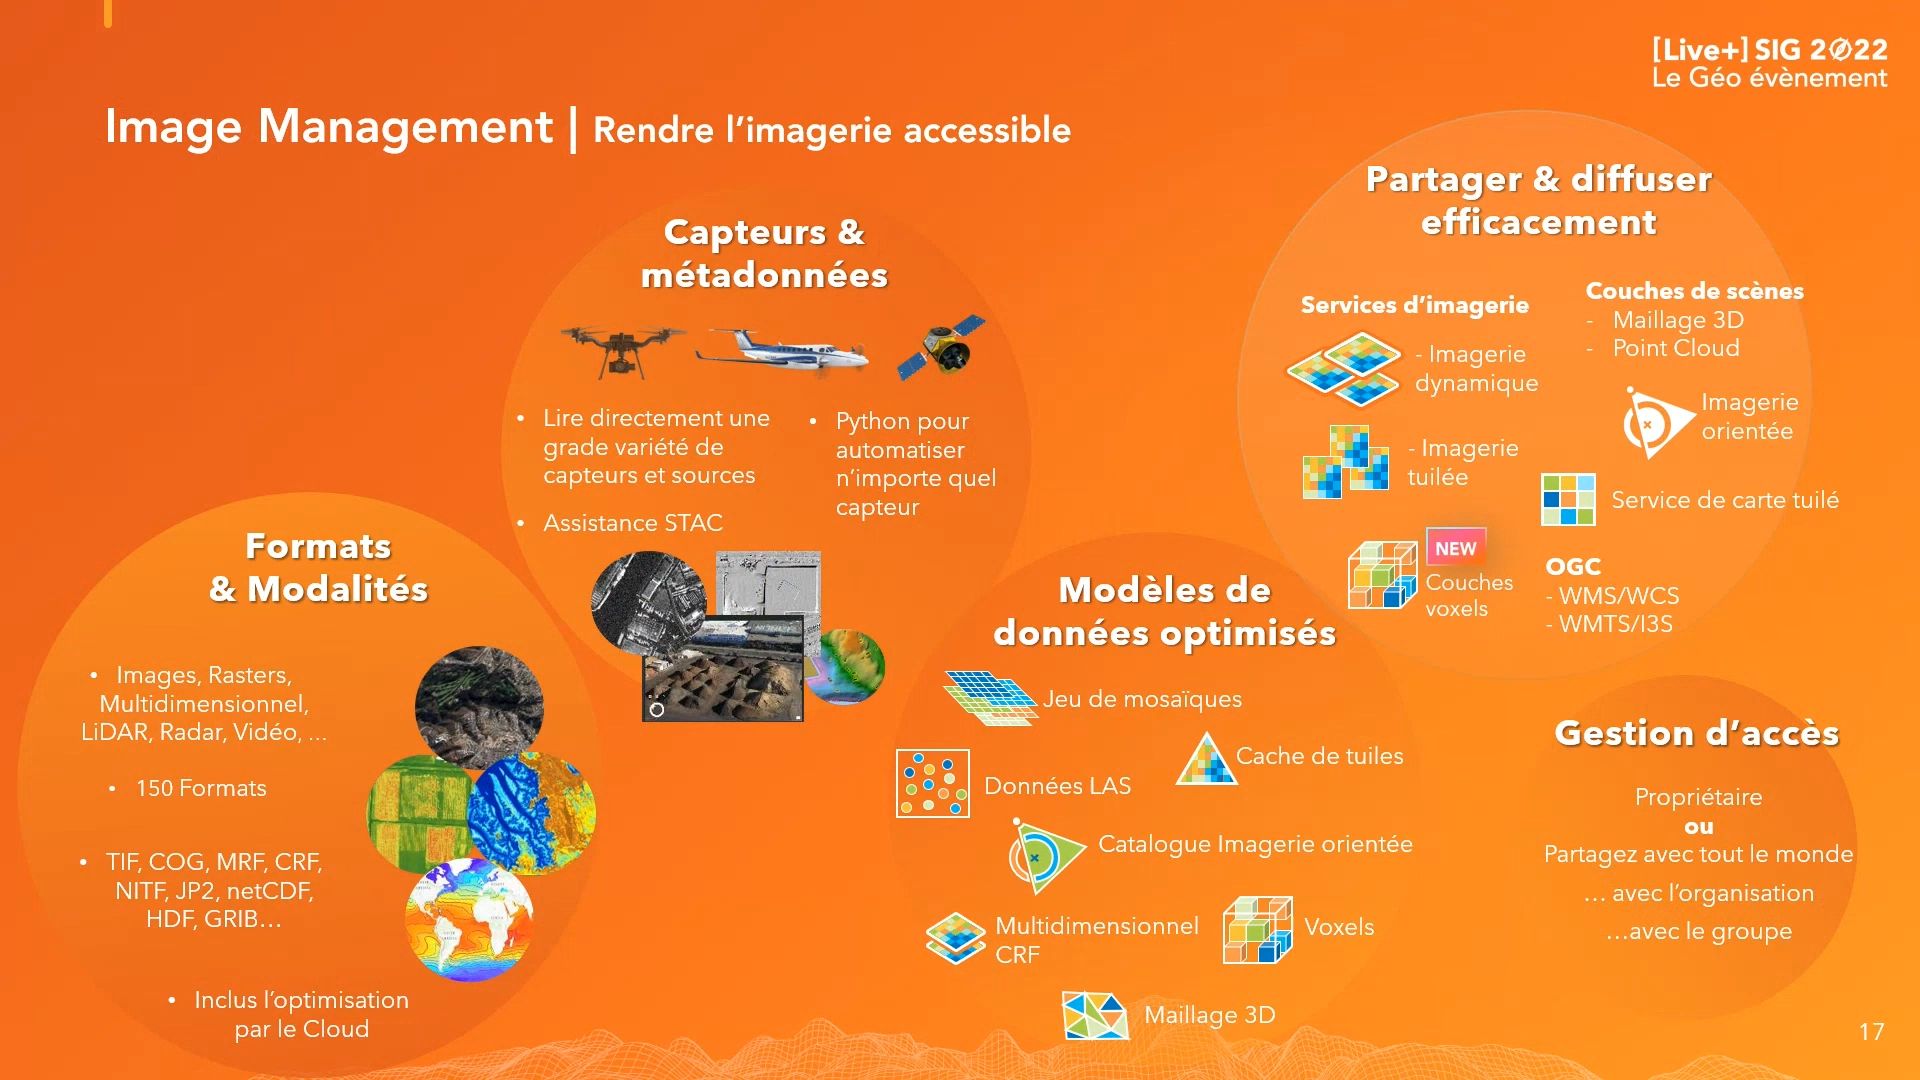 [Live+] SIG 2022
Le Géo évènement
Image Management | Rendre l’imagerie accessible
Formats
& Modalités
• Images, Rasters,
Multidimensionnel,
LiDAR, Radar, Vidéo, ...
• 150 Formats
• TIF, COG, MRF, CRF,
NITF, JP2, netCDF,
HDF, GRIB…
• Inclus l’optimisation
par le Cloud
Capteurs &
métadonnées
• Lire directement une
grade variété de
capteurs et sources
• Assistance STAC
• Python pour
automatiser
n’importe quel
capteur
Modèles de
données optimisés
Jeu de mosaïques
Cache de tuiles
Données LAS
Catalogue Imagerie orientée
Multidimensionnel
CRF
Voxels
Maillage 3D
Partager & diffuser
efficacement
Services d’imagerie
- Imagerie
dynamique
- Imagerie
tuilée
NEW
Couches
voxels
Couches de scènes
- Maillage 3D
- Point Cloud
Imagerie
orientée
Service de carte tuilé
OGC
- WMS/WCS
- WMTS/I3S
Gestion d’accès
Propriétaire
ou
Partagez avec tout le monde
… avec l’organisation
…avec le groupe
17